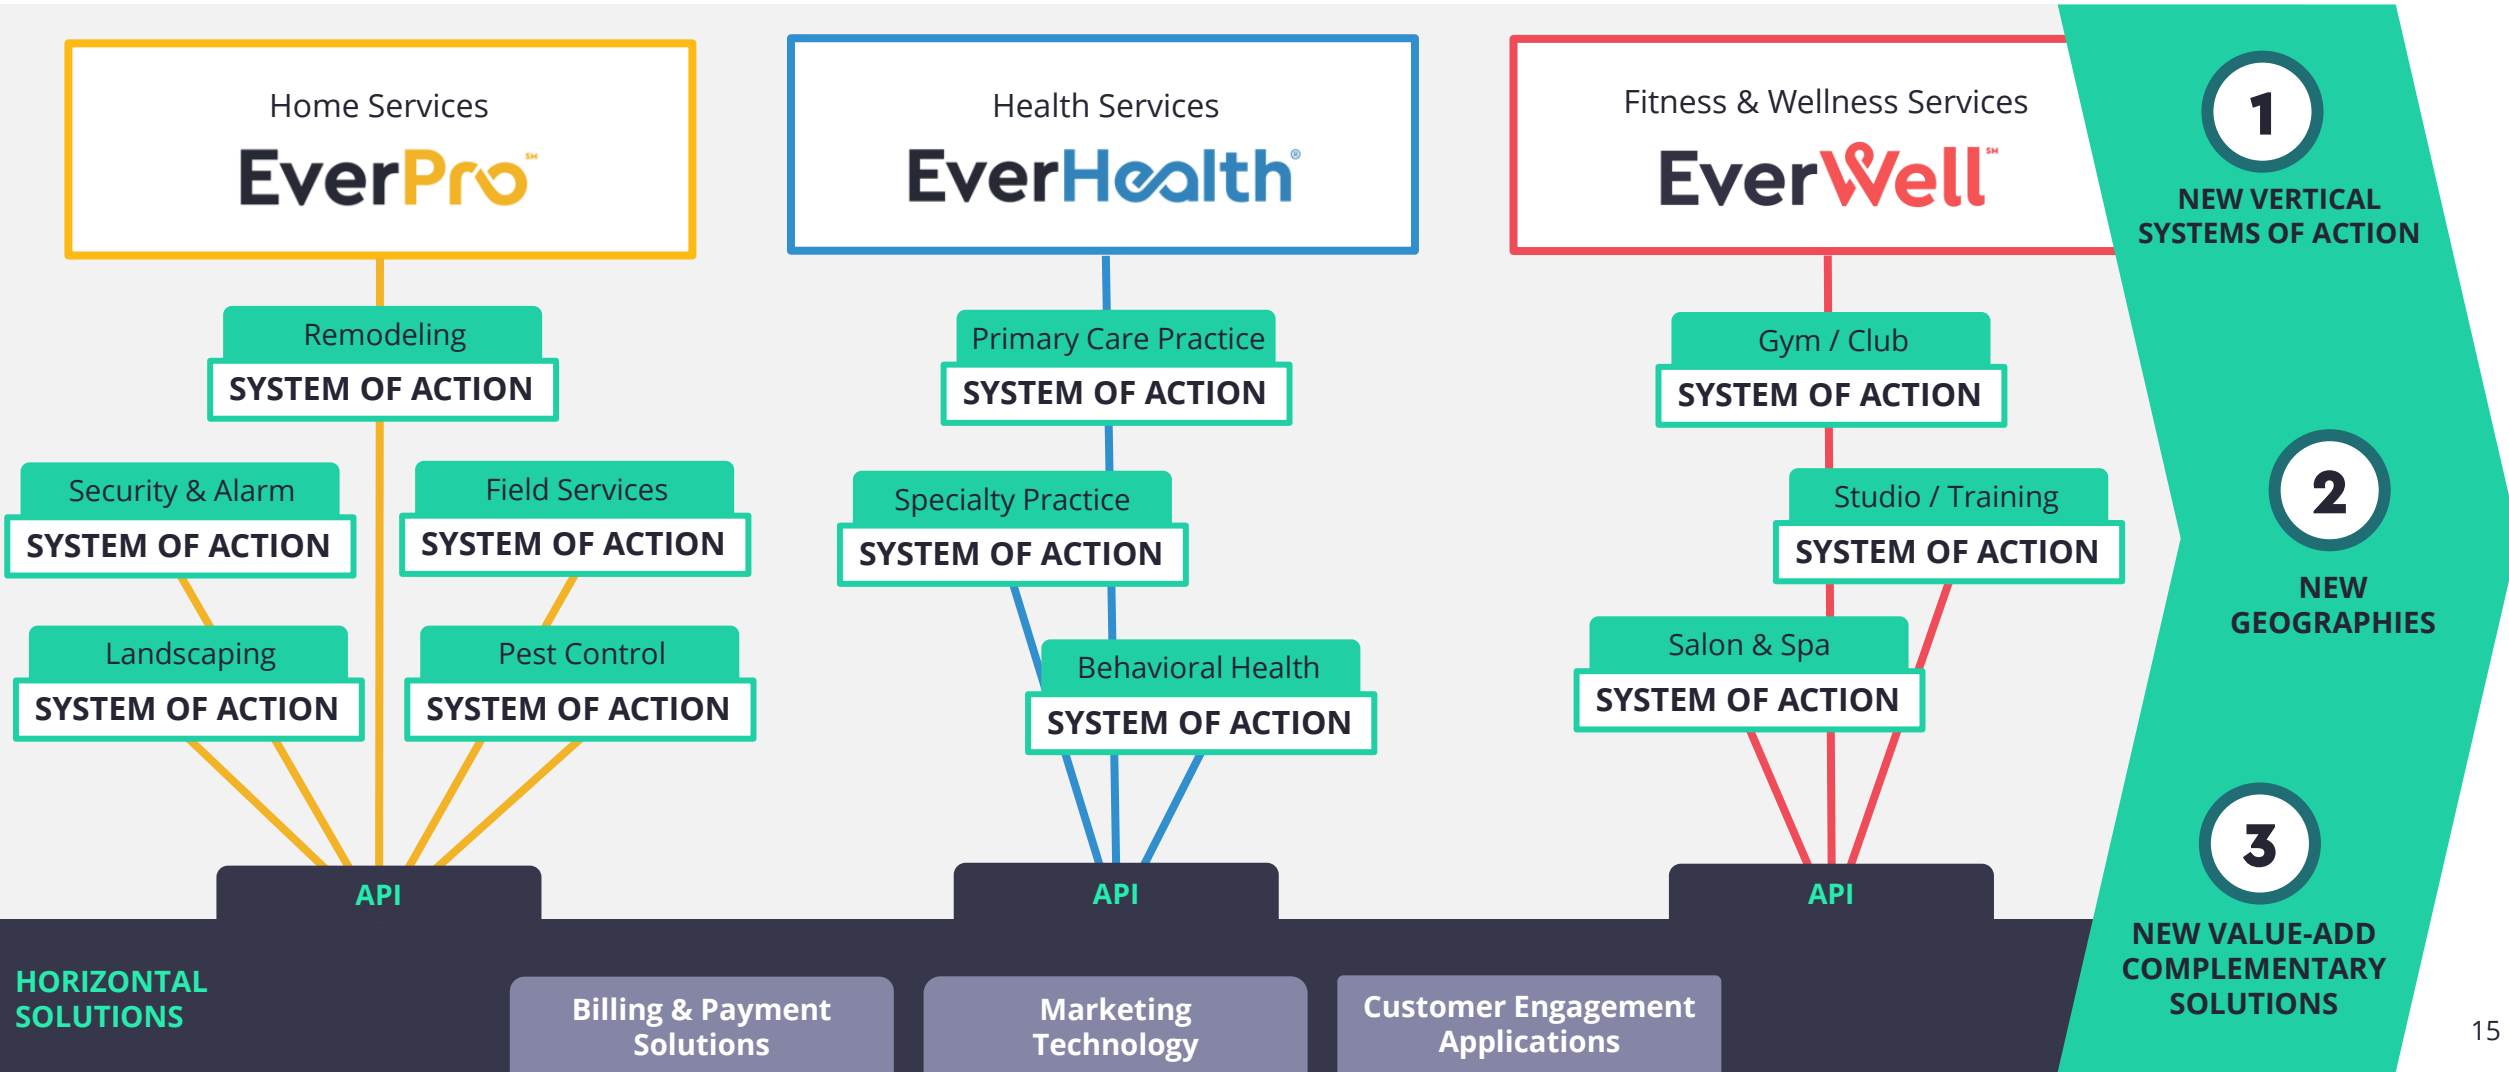 Home Services
EverPro℠
Remodeling
SYSTEM OF ACTION
Security & Alarm
SYSTEM OF ACTION
Field Services
SYSTEM OF ACTION
Landscaping
SYSTEM OF ACTION
Pest Control
SYSTEM OF ACTION
API
Health Services
EverHealth®
Primary Care Practice
SYSTEM OF ACTION
Specialty Practice
SYSTEM OF ACTION
Behavioral Health
SYSTEM OF ACTION
API
Fitness & Wellness Services
EverWell℠
Gym / Club
SYSTEM OF ACTION
Studio / Training
SYSTEM OF ACTION
Salon & Spa
SYSTEM OF ACTION
API
HORIZONTAL
SOLUTIONS
Billing & Payment
Solutions
Marketing
Technology
Customer Engagement
Applications
1
NEW VERTICAL
SYSTEMS OF ACTION
2
NEW
GEOGRAPHIES
3
NEW VALUE-ADD
COMPLEMENTARY
SOLUTIONS
15